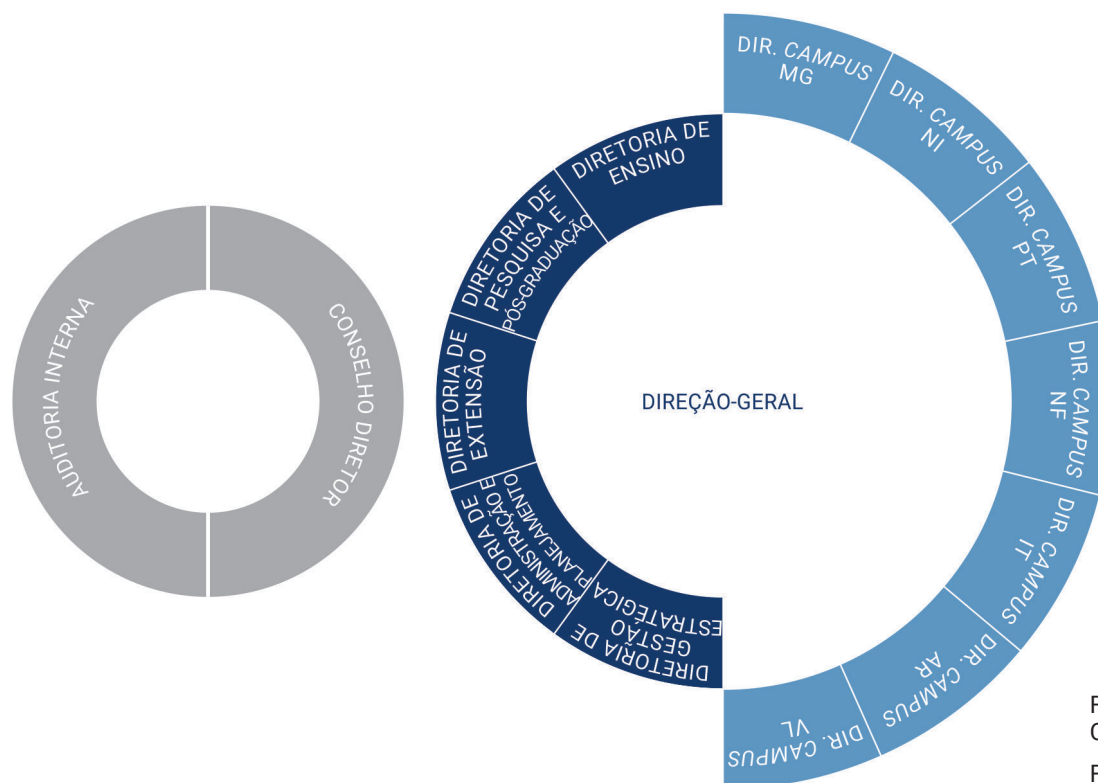 AUDITORIA INTERNA
CONSELHO DIRETOR
DIRETORIA DE
ENSINO
DIRETORIA DE
PESQUISA E
PÓS-GRADUAÇÃO
DIRETORIA DE
EXTENSÃO
DIRETORIA DE
ADMINISTRAÇÃO E
PLANEJAMENTO
DIRETORIA DE
GESTÃO
ESTRATÉGICA
DIREÇÃO-GERAL
DIR. CAMPUS
MG
DIR. CAMPUS
NI
DIR. CAMPUS
PT
DIR. CAMPUS
NF
DIR. CAMPUS
IT
DIR. CAMPUS
AR
DIR. CAMPUS
VL